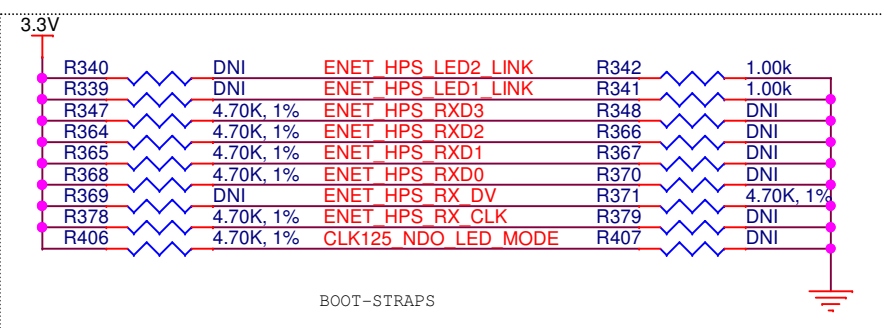 3.3V
R340 DNI ENET_HPS_LED2_LINK R342 1.00k
R339 DNI ENET_HPS_LED1_LINK R341 1.00k
R347 4.70K, 1% ENET_HPS_RXD3 R348 DNI
R364 4.70K, 1% ENET_HPS_RXD2 R366 DNI
R365 4.70K, 1% ENET_HPS_RXD1 R367 DNI
R368 4.70K, 1% ENET_HPS_RXD0 R370 DNI
R369 DNI ENET_HPS_RX_DV R371 4.70K, 1%
R378 4.70K, 1% ENET_HPS_RX_CLK R379 DNI
R406 4.70K, 1% CLK125_NDO_LED_MODE R407 DNI
BOOT-STRAPS